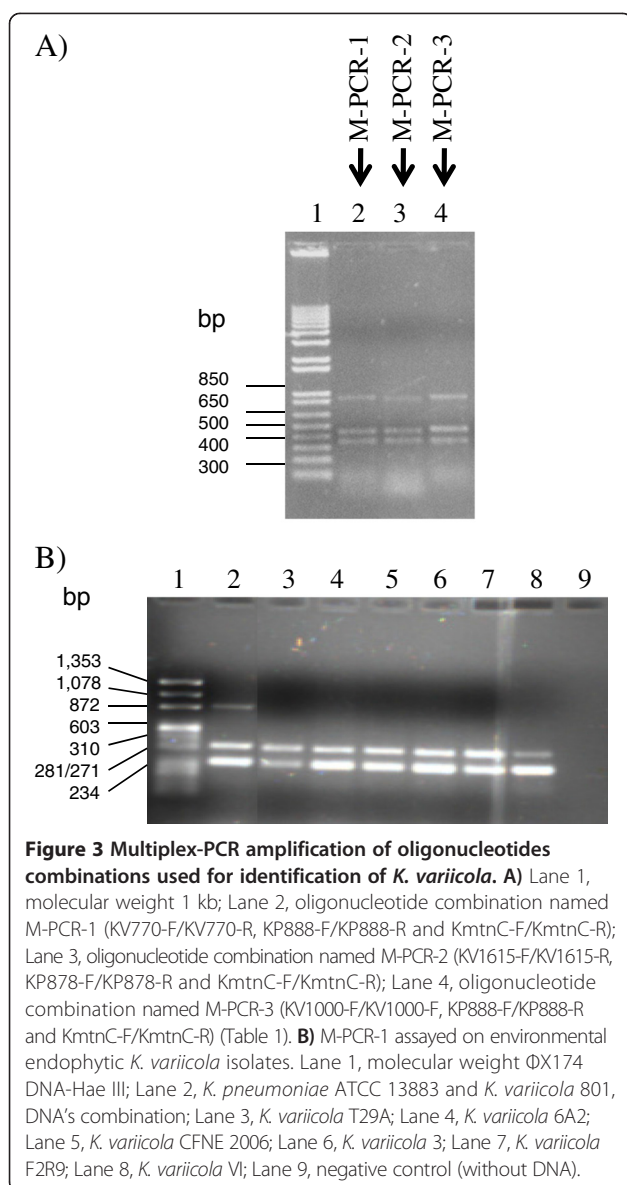 A)
M-PCR-1
M-PCR-2
M-PCR-3
1 2 3 4
bp
850
650
500
400
300
B)
1 2 3 4 5 6 7 8 9
bp
1,353
1,078
872
603
310
281/271
234
Figure 3 Multiplex-PCR amplification of oligonucleotides
combinations used for identification of K. variicola. A) Lane 1,
molecular weight 1 kb; Lane 2, oligonucleotide combination named
M-PCR-1 (KV770-F/KV770-R, KP888-F/KP888-R and KmtnC-F/KmtnC-R);
Lane 3, oligonucleotide combination named M-PCR-2 (KV1615-F/KV1615-R,
KP878-F/KP878-R and KmtnC-F/KmtnC-R); Lane 4, oligonucleotide
combination named M-PCR-3 (KV1000-F/KV1000-F, KP888-F/KP888-R
and KmtnC-F/KmtnC-R) (Table 1). B) M-PCR-1 assayed on environmental
endophytic K. variicola isolates. Lane 1, molecular weight ΦX174
DNA-Hae III; Lane 2, K. pneumoniae ATCC 13883 and K. variicola 801,
DNA's combination; Lane 3, K. variicola T29A; Lane 4, K. variicola 6A2;
Lane 5, K. variicola CFNE 2006; Lane 6, K. variicola 3; Lane 7, K. variicola
F2R9; Lane 8, K. variicola VI; Lane 9, negative control (without DNA).